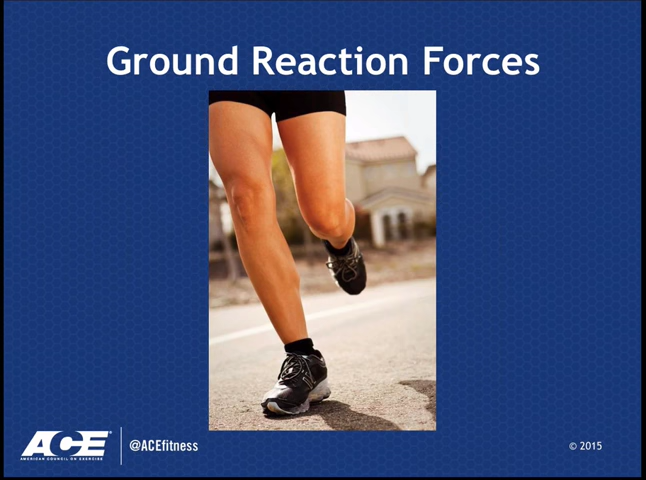 Ground Reaction Forces
ACE
AMERICAN COUNCIL ON EXERCISE
@ACEfitness
© 2015